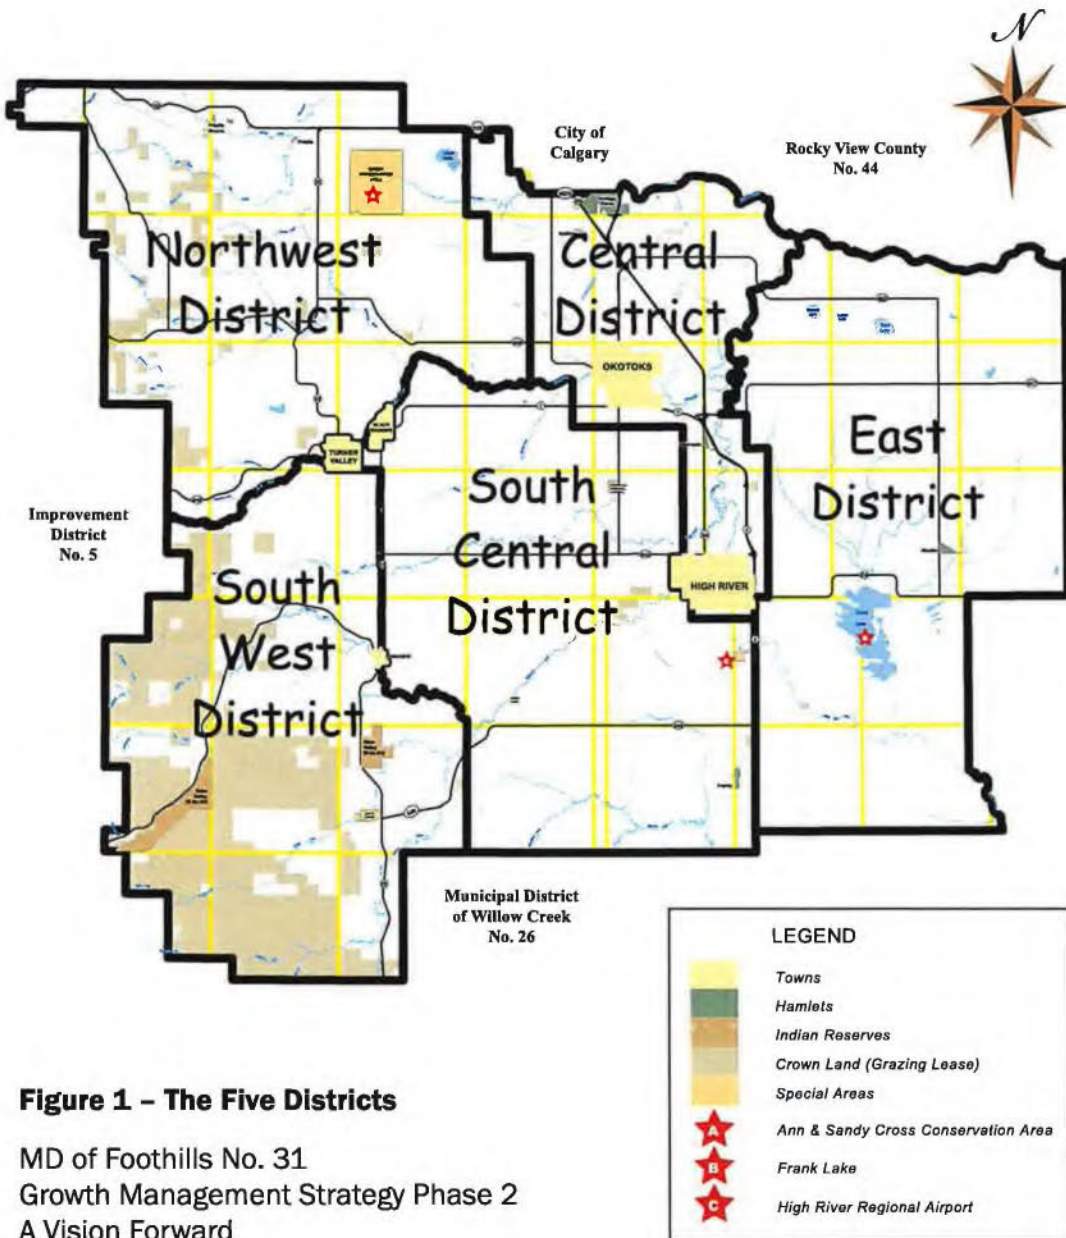 N
City of
Calgary
Rocky View County
No. 44
Northwest
District
Central
District
OKOTOKS
East
District
TURNER
VALLEY
South
Central
District
Improvement
District
No. 5
South
West
District
HIGH RIVER
Municipal District
of Willow Creek
No. 26
LEGEND
Towns
Hamlets
Indian Reserves
Crown Land (Grazing Lease)
Special Areas
A
Ann & Sandy Cross Conservation Area
B
Frank Lake
C
High River Regional Airport
Figure 1 – The Five Districts
MD of Foothills No. 31
Growth Management Strategy Phase 2
A Vision Forward